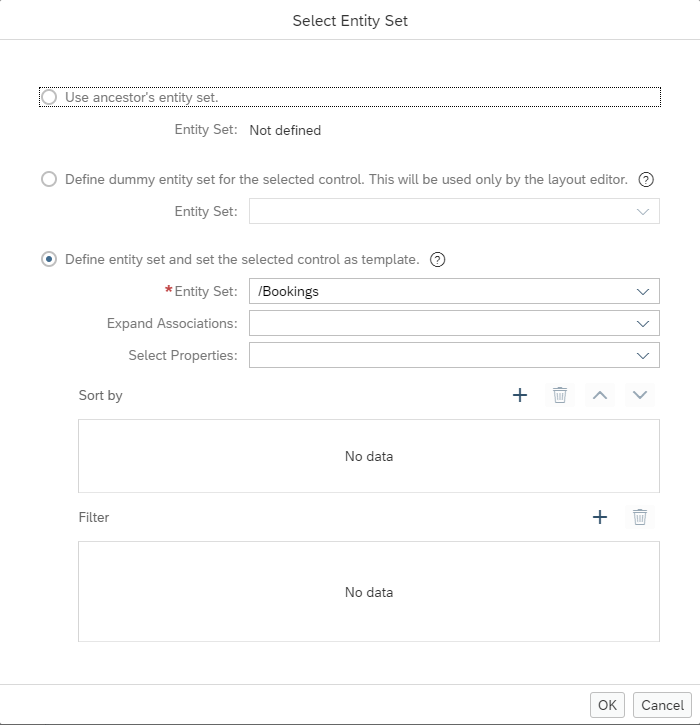 Select Entity Set
Use ancestor's entity set.
Entity Set: Not defined
Define dummy entity set for the selected control. This will be used only by the layout editor. ?
Entity Set:
Define entity set and set the selected control as template. ?
*Entity Set: /Bookings
Expand Associations:
Select Properties:
Sort by
No data
Filter
No data
OK Cancel